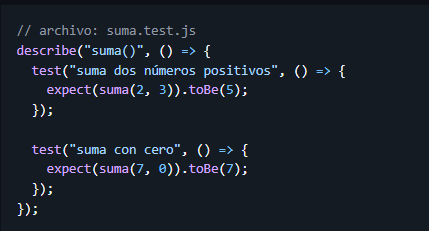 // archivo: suma.test.js
describe("suma()", () => {
  test("suma dos números positivos", () => {
    expect(suma(2, 3)).toBe(5);
  });

  test("suma con cero", () => {
    expect(suma(7, 0)).toBe(7);
  });
});